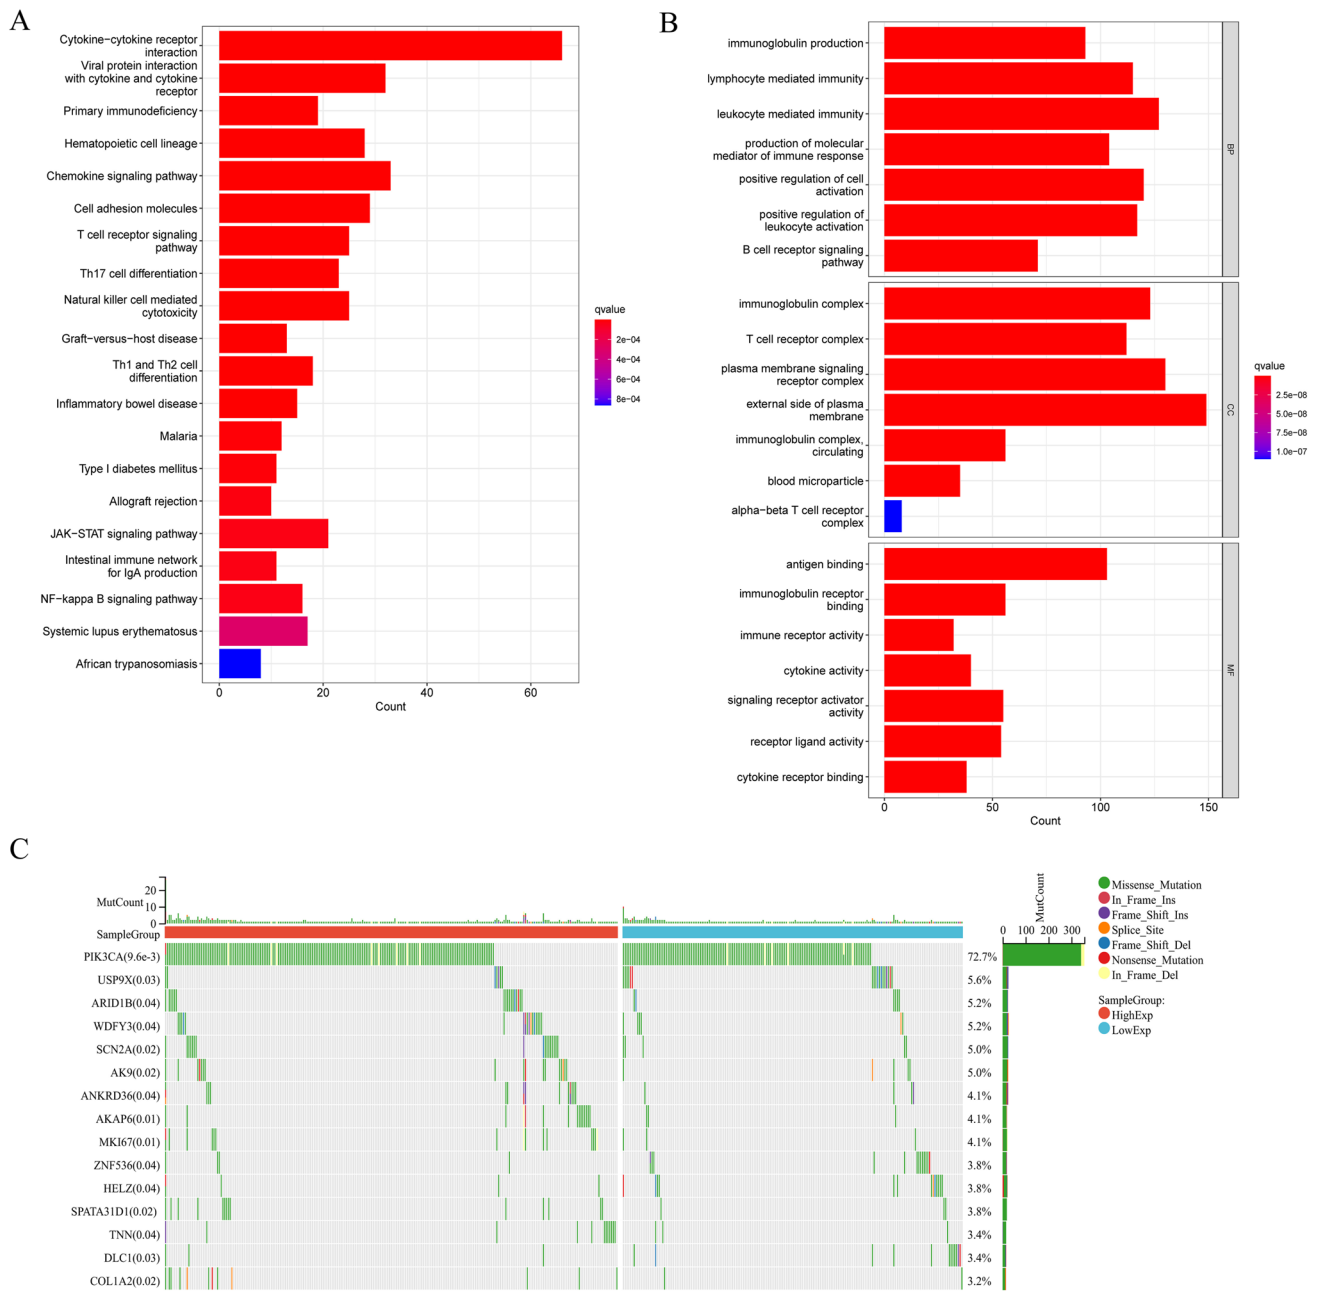 A
Cytokine−cytokine receptor
interaction
Viral protein interaction
with cytokine and cytokine
receptor
Primary immunodeficiency
Hematopoietic cell lineage
Chemokine signaling pathway
Cell adhesion molecules
T cell receptor signaling
pathway
Th17 cell differentiation
Natural killer cell mediated
cytotoxicity
Graft−versus−host disease
Th1 and Th2 cell
differentiation
Inflammatory bowel disease
Malaria
Type I diabetes mellitus
Allograft rejection
JAK−STAT signaling pathway
Intestinal immune network
for IgA production
NF−kappa B signaling pathway
Systemic lupus erythematosus
African trypanosomiasis
0 20 40 60
Count
qvalue
2e−04
4e−04
6e−04
8e−04
B
immunoglobulin production
lymphocyte mediated immunity
leukocyte mediated immunity
production of molecular
mediator of immune response
positive regulation of cell
activation
positive regulation of
leukocyte activation
B cell receptor signaling
pathway
BP
immunoglobulin complex
T cell receptor complex
plasma membrane signaling
receptor complex
external side of plasma
membrane
immunoglobulin complex,
circulating
blood microparticle
alpha−beta T cell receptor
complex
CC
antigen binding
immunoglobulin receptor
binding
immune receptor activity
cytokine activity
signaling receptor activator
activity
receptor ligand activity
cytokine receptor binding
MF
0 50 100 150
Count
qvalue
2.5e−08
5.0e−08
7.5e−08
1.0e−07
C
MutCount
20
10
0
SampleGroup
PIK3CA(9.6e-3) 72.7%
USP9X(0.03) 5.6%
ARID1B(0.04) 5.2%
WDFY3(0.04) 5.2%
SCN2A(0.02) 5.0%
AK9(0.02) 5.0%
ANKRD36(0.04) 4.1%
AKAP6(0.01) 4.1%
MKI67(0.01) 4.1%
ZNF536(0.04) 3.8%
HELZ(0.04) 3.8%
SPATA31D1(0.02) 3.8%
TNN(0.04) 3.4%
DLC1(0.03) 3.4%
COL1A2(0.02) 3.2%
MutCount
0 100 200 300
Missense_Mutation
In_Frame_Ins
Frame_Shift_Ins
Splice_Site
Frame_Shift_Del
Nonsense_Mutation
In_Frame_Del
SampleGroup:
HighExp
LowExp